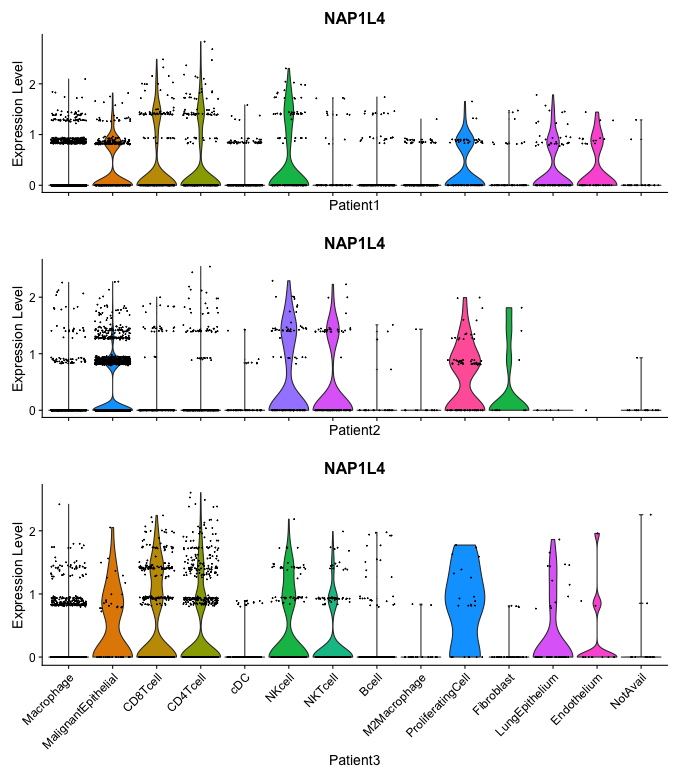 NAP1L4
Expression Level
2
1
0
Patient1
NAP1L4
Expression Level
2
1
0
Patient2
NAP1L4
Expression Level
2
1
0
Macrophage
MalignantEpithelial
CD8Tcell
CD4Tcell
cDC
NKcell
NKTcell
Bcell
M2Macrophage
ProliferatingCell
Fibroblast
LungEpithelium
Endothelium
NotAvail
Patient3